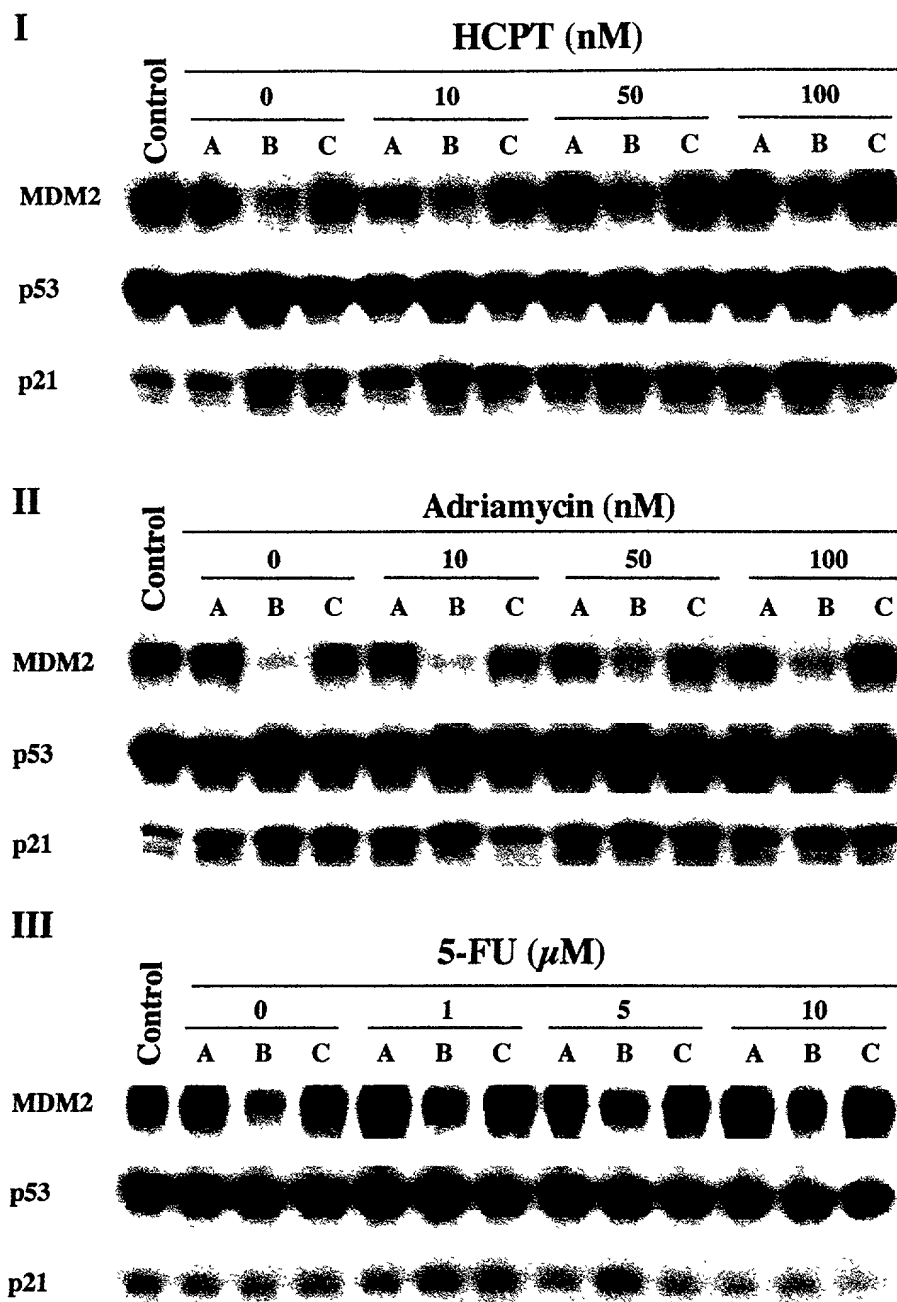 I
HCPT (nM)
Control
0 10 50 100
A B C A B C A B C A B C
MDM2
p53
p21
II
Adriamycin (nM)
Control
0 10 50 100
A B C A B C A B C A B C
MDM2
p53
p21
III
5-FU (μM)
Control
0 1 5 10
A B C A B C A B C A B C
MDM2
p53
p21